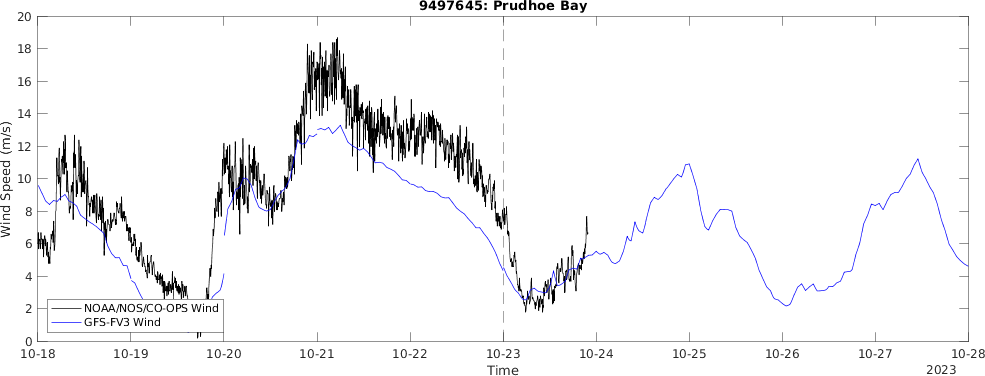 9497645: Prudhoe Bay
Wind Speed (m/s)
20
18
16
14
12
10
8
6
4
2
0
NOAA/NOS/CO-OPS Wind
GFS-FV3 Wind
10-18 10-19 10-20 10-21 10-22 10-23 10-24 10-25 10-26 10-27 10-28
Time
2023